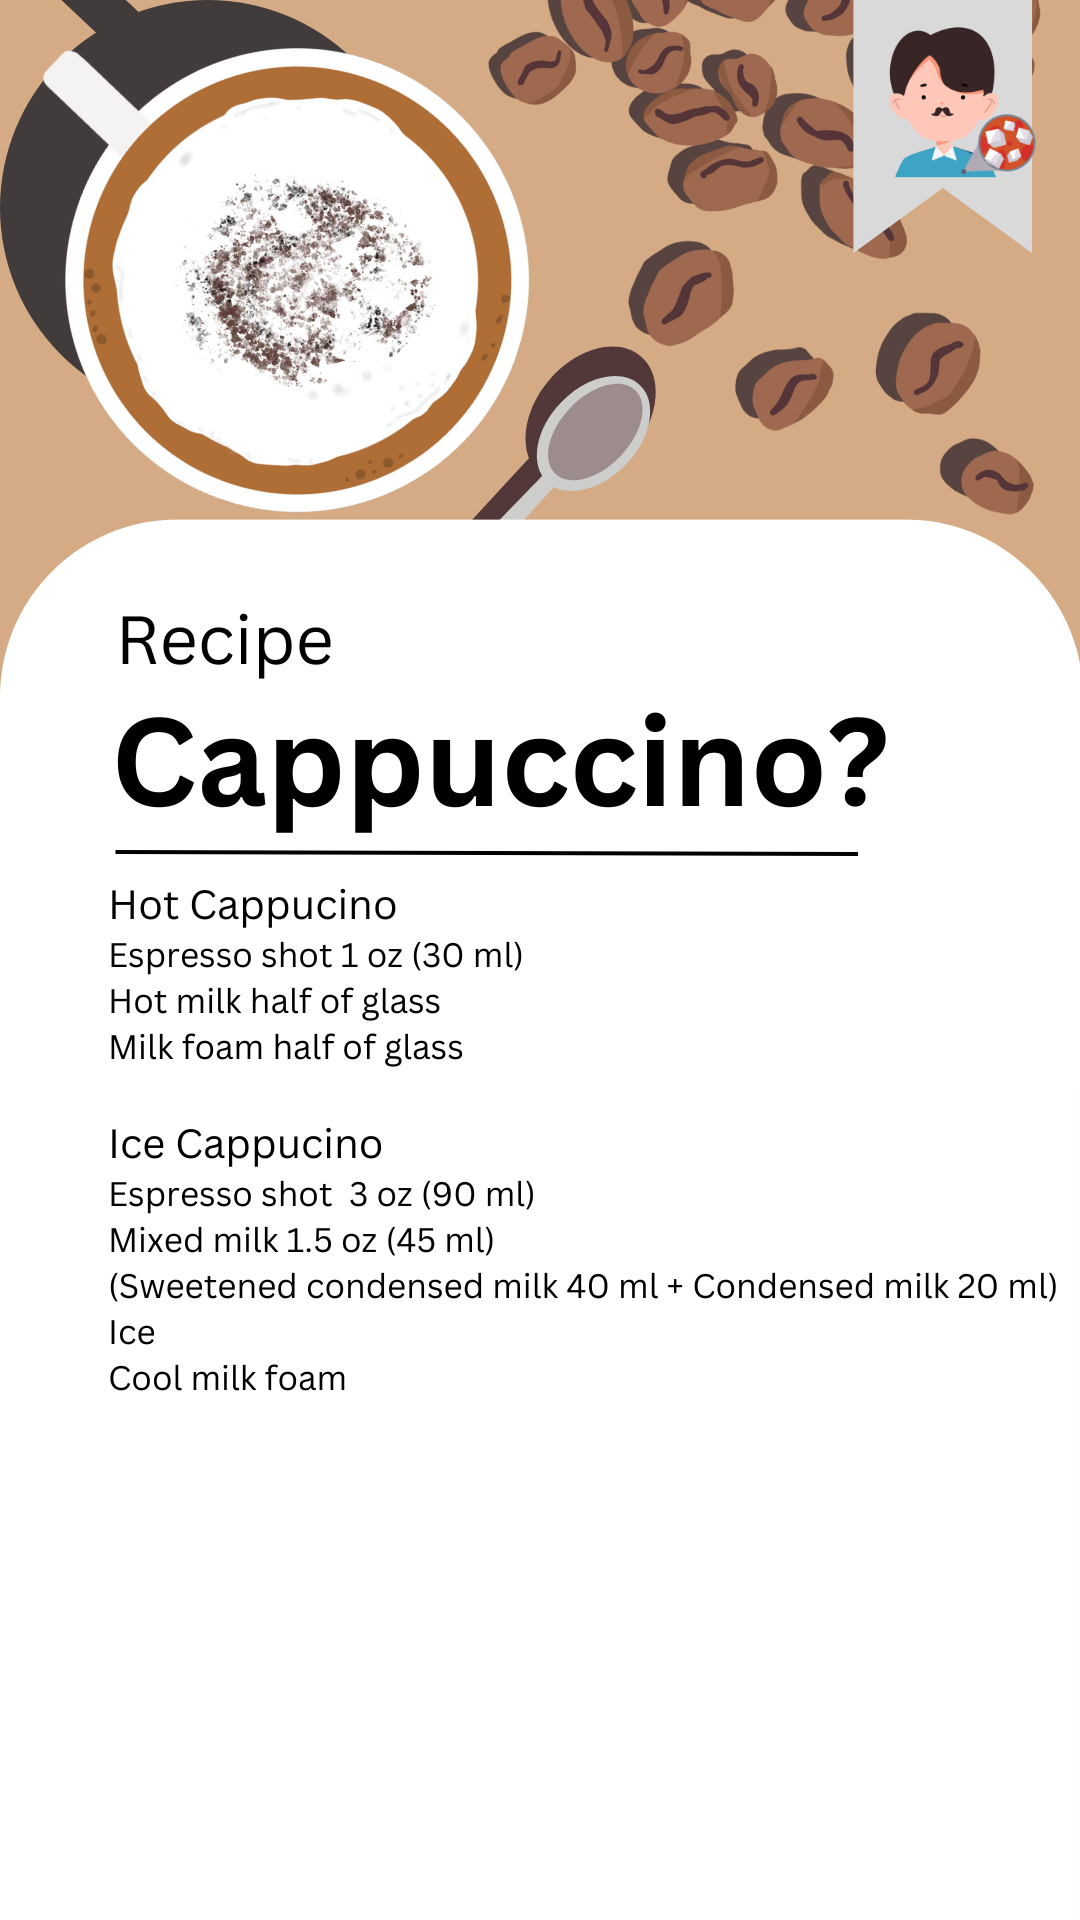 Recipe
Cappuccino?
Hot Cappucino
Espresso shot 1 oz (30 ml)
Hot milk half of glass
Milk foam half of glass
Ice Cappucino
Espresso shot  3 oz (90 ml)
Mixed milk 1.5 oz (45 ml)
(Sweetened condensed milk 40 ml + Condensed milk 20 ml)
Ice
Cool milk foam